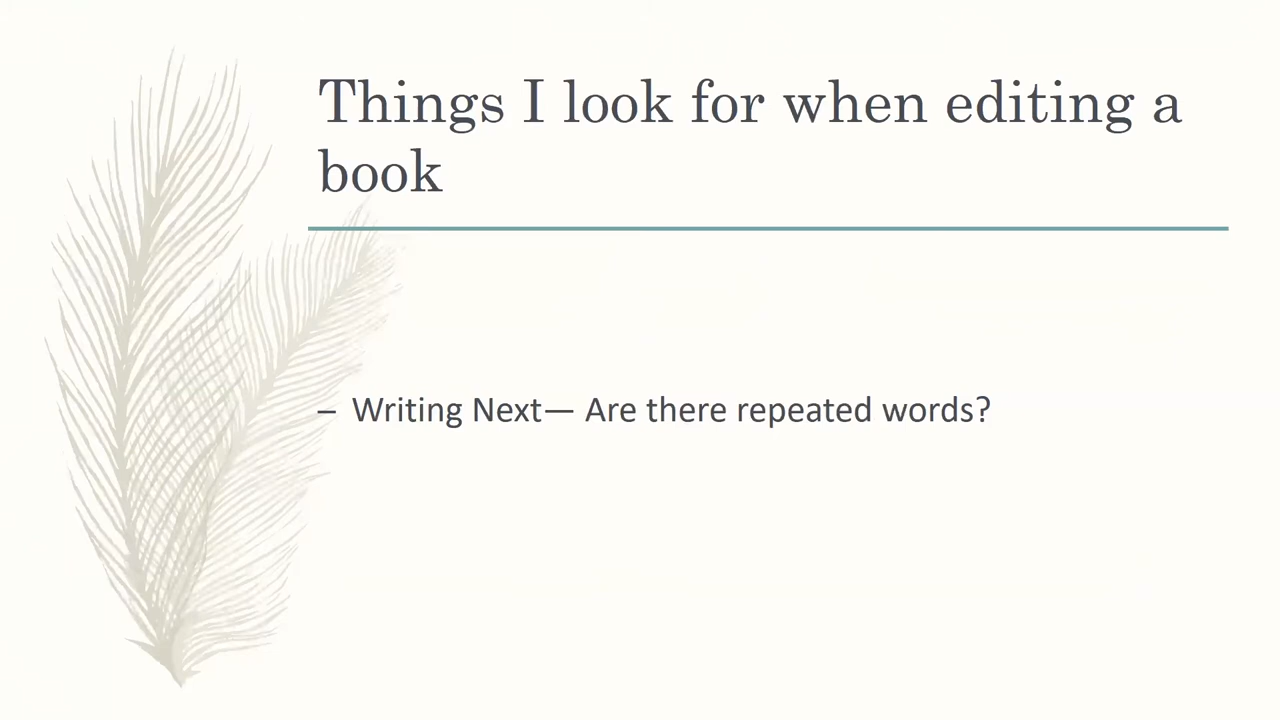 Things I look for when editing a
book
– Writing Next— Are there repeated words?